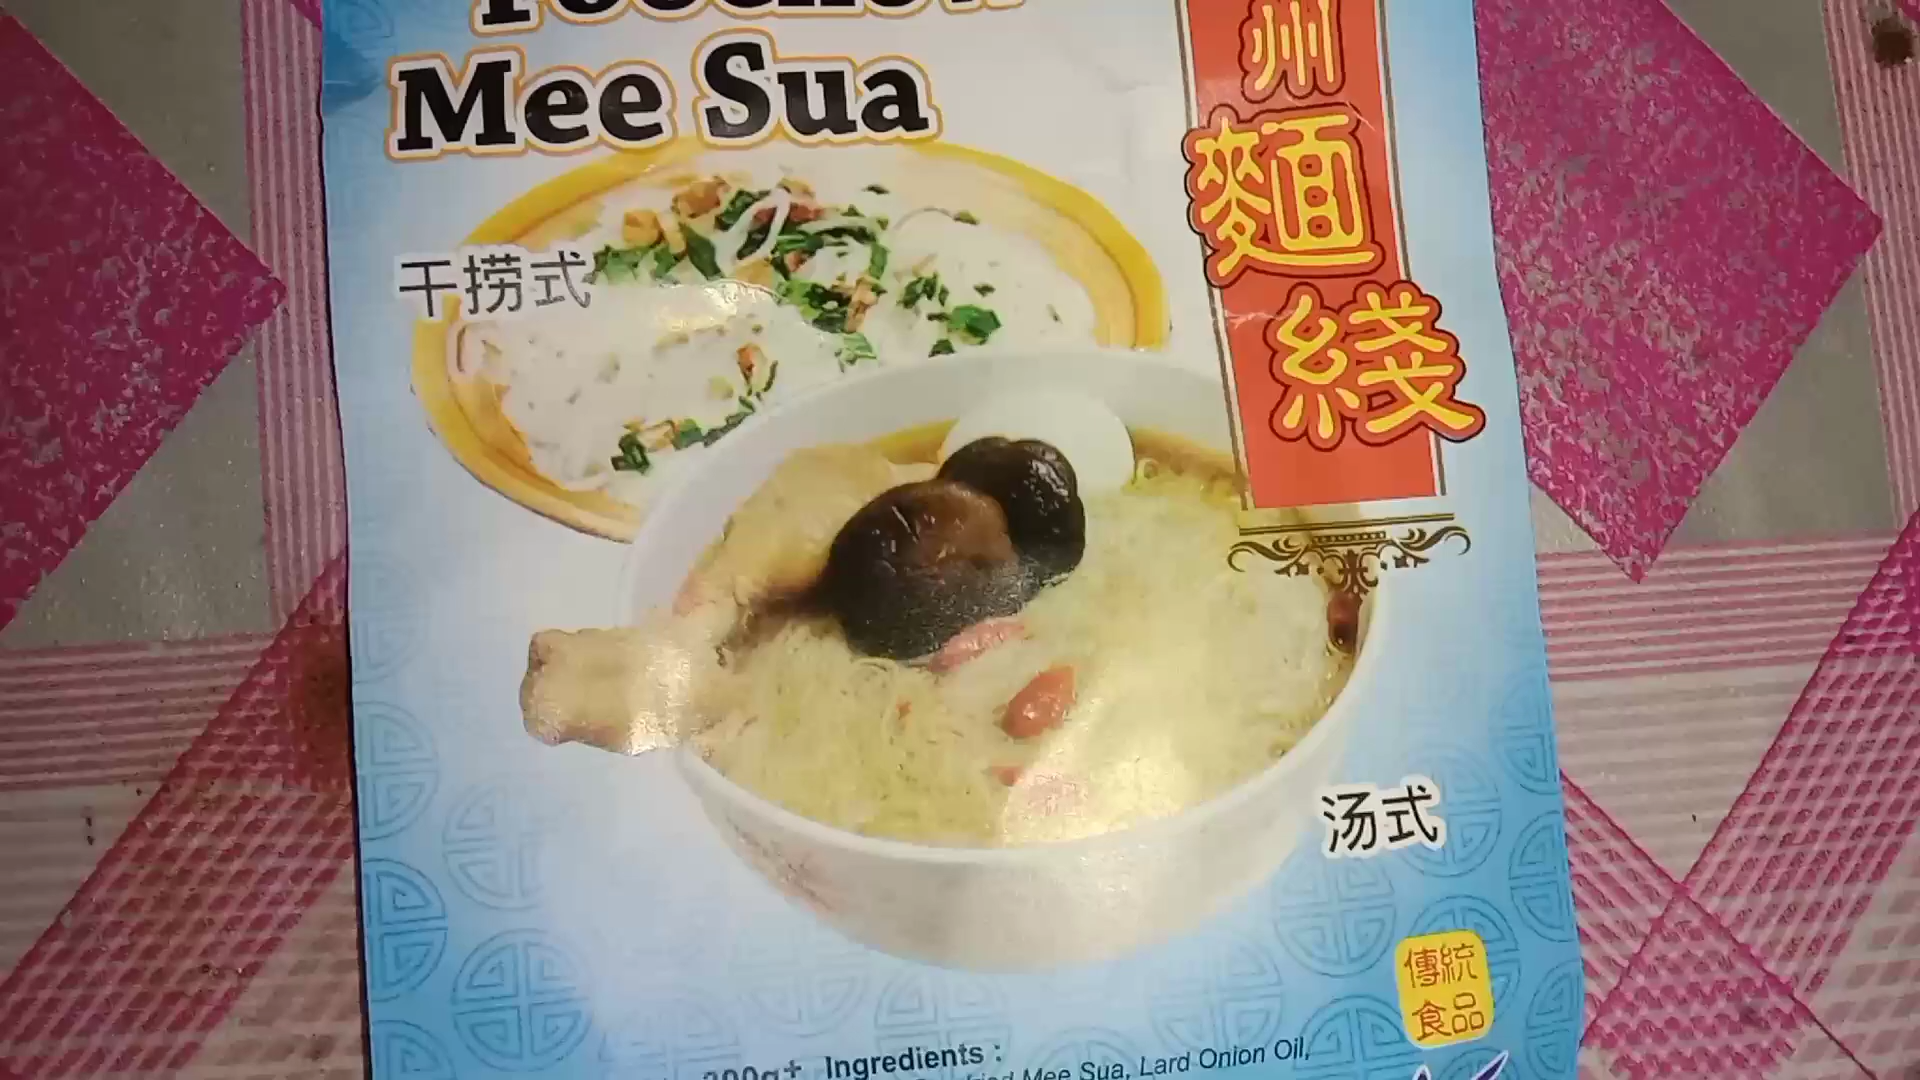 Foochow
Mee Sua
州
麵
綫
干捞式
汤式
傳統
食品
Ingredients :
Mee Sua, Lard Onion Oil,